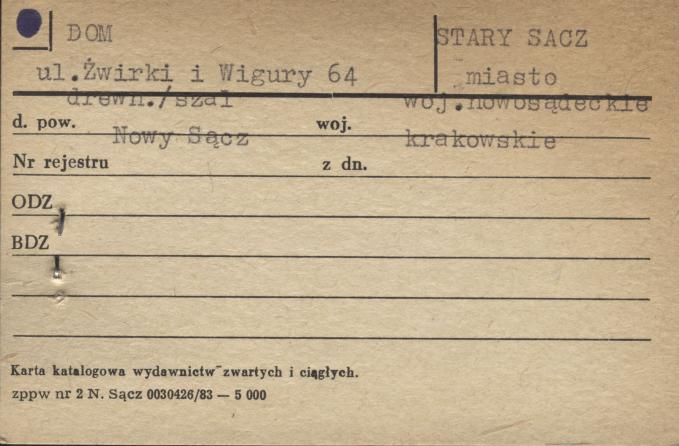 DOM STARY SACZ
ul.Żwirki i Wigury 64 miasto
drewn./szal woj.nowosądeckie
d. pow. Nowy Sącz woj. krakowskie
Nr rejestru z dn.
ODZ
BDZ
Karta katalogowa wydawnictw zwartych i ciągłych.
zppw nr 2 N. Sącz 0030426/83 — 5 000